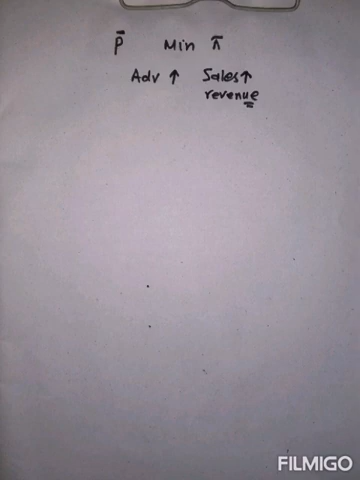 p̄ Min π̄
Adv ↑ Sales↑
revenue
FILMIGO